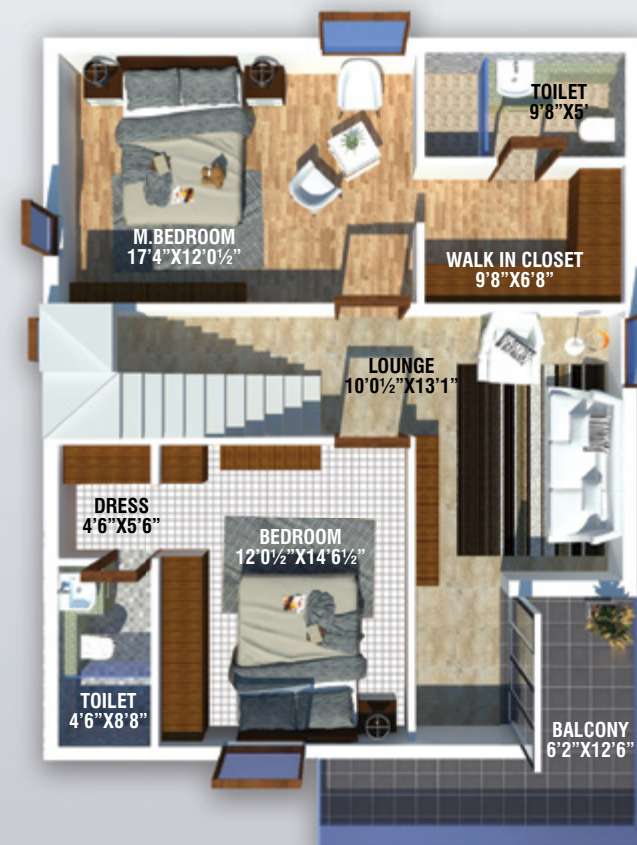 TOILET
9'8"X5'
M.BEDROOM
17'4"X12'0½"
WALK IN CLOSET
9'8"X6'8"
LOUNGE
10'0½"X13'1"
DRESS
4'6"X5'6"
BEDROOM
12'0½"X14'6½"
TOILET
4'6"X8'8"
BALCONY
6'2"X12'6"